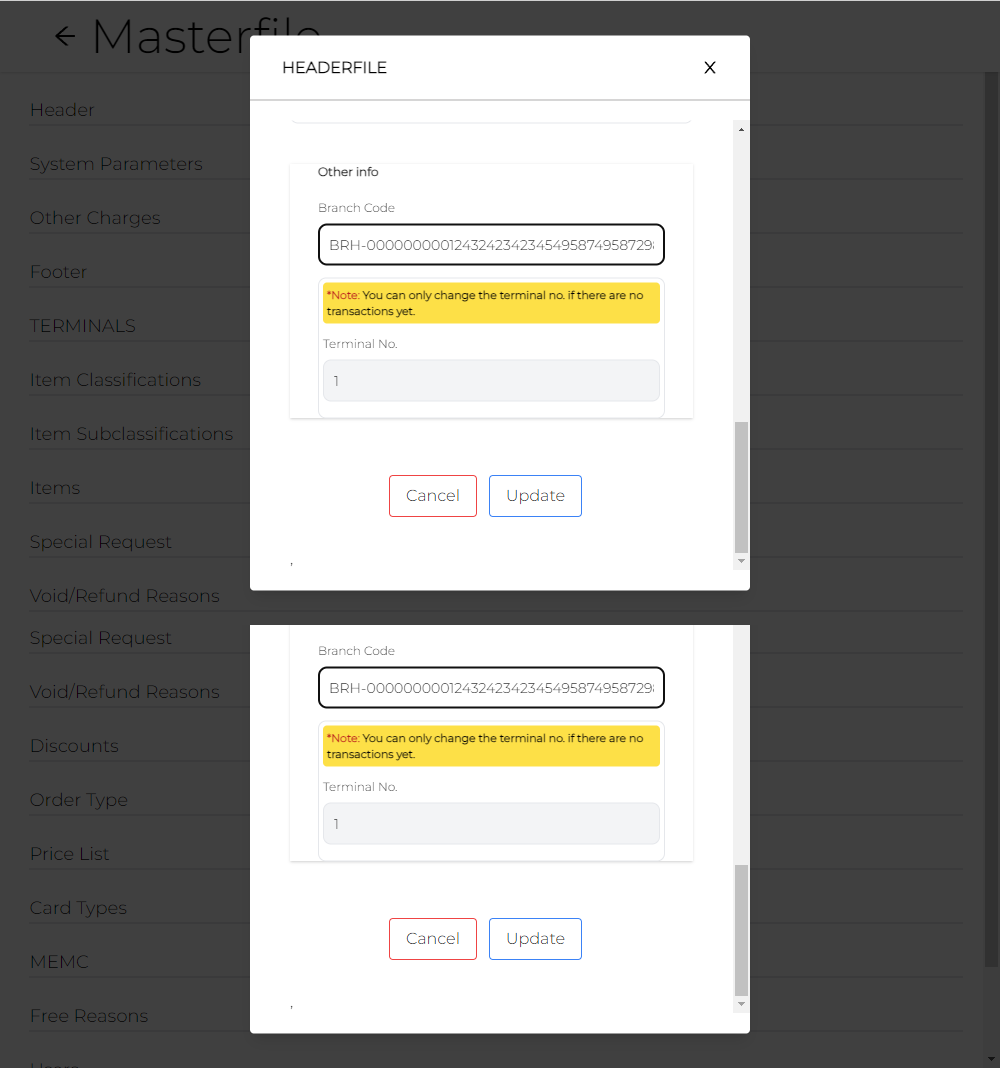 ← Masterfile
HEADERFILE
X
Header
System Parameters
Other Charges
Footer
TERMINALS
Item Classifications
Item Subclassifications
Items
Special Request
Void/Refund Reasons
Other info
Branch Code
BRH-0000000001243242342345495874958729
*Note: You can only change the terminal no. if there are no
transactions yet.
Terminal No.
1
Cancel
Update
,
Special Request
Void/Refund Reasons
Discounts
Order Type
Price List
Card Types
MEMC
Free Reasons
Branch Code
BRH-0000000001243242342345495874958729
*Note: You can only change the terminal no. if there are no
transactions yet.
Terminal No.
1
Cancel
Update
,